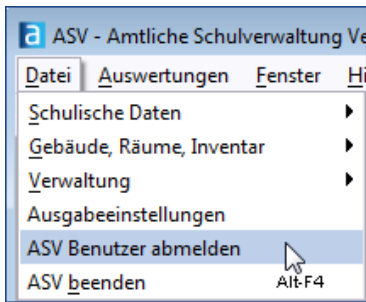 a ASV - Amtliche Schulverwaltung Ve
Datei Auswertungen Fenster Hi
Schulische Daten
Gebäude, Räume, Inventar
Verwaltung
Ausgabeeinstellungen
ASV Benutzer abmelden
ASV beenden Alt-F4